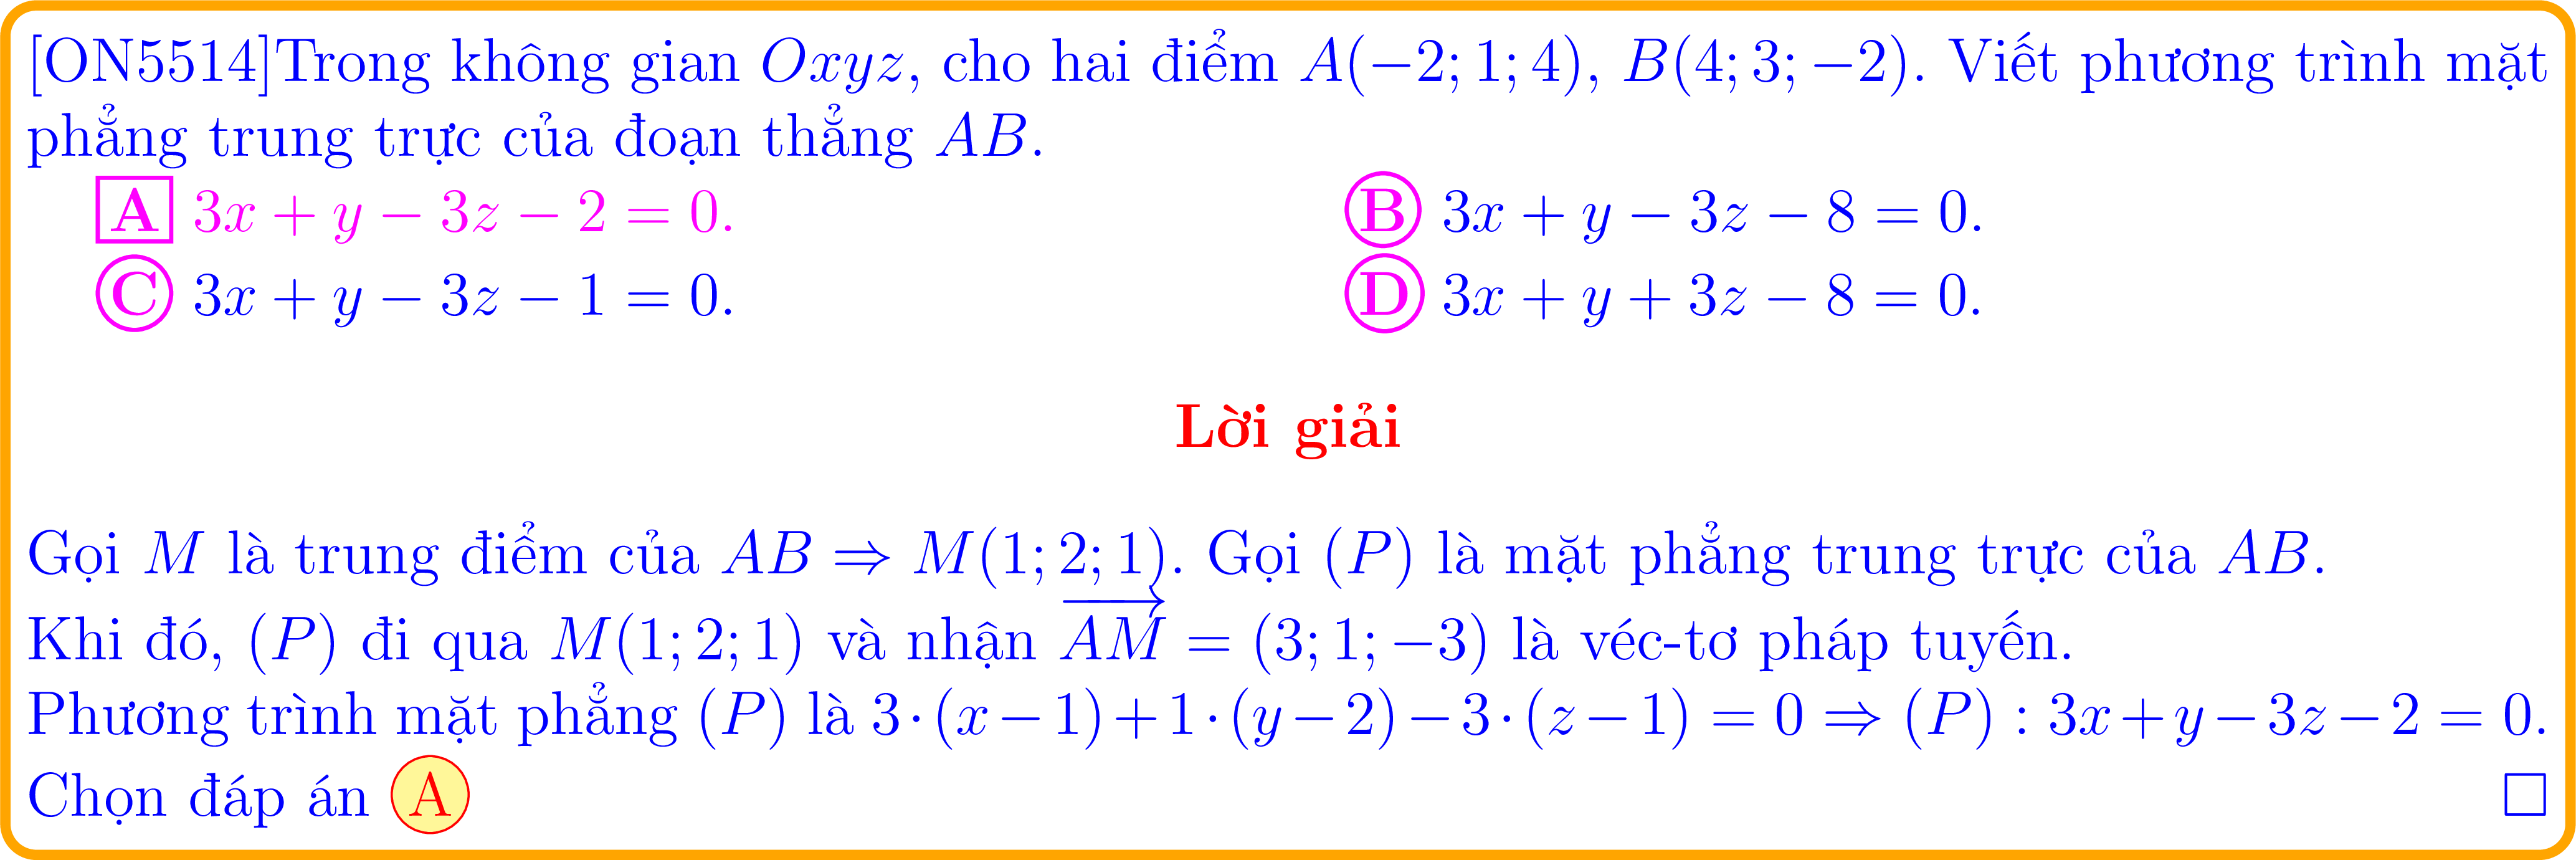 [ON5514]Trong không gian Oxyz, cho hai điểm A(−2; 1; 4), B(4; 3; −2). Viết phương trình mặt
phẳng trung trực của đoạn thẳng AB.
A 3x + y − 3z − 2 = 0. B 3x + y − 3z − 8 = 0.
C 3x + y − 3z − 1 = 0. D 3x + y + 3z − 8 = 0.
Lời giải
Gọi M là trung điểm của AB ⇒ M(1; 2; 1). Gọi (P) là mặt phẳng trung trực của AB.
Khi đó, (P) đi qua M(1; 2; 1) và nhận $\overrightarrow{AM}$ = (3; 1; −3) là véc-tơ pháp tuyến.
Phương trình mặt phẳng (P) là 3 · (x − 1) + 1 · (y − 2) − 3 · (z − 1) = 0 ⇒ (P) : 3x + y − 3z − 2 = 0.
Chọn đáp án A □